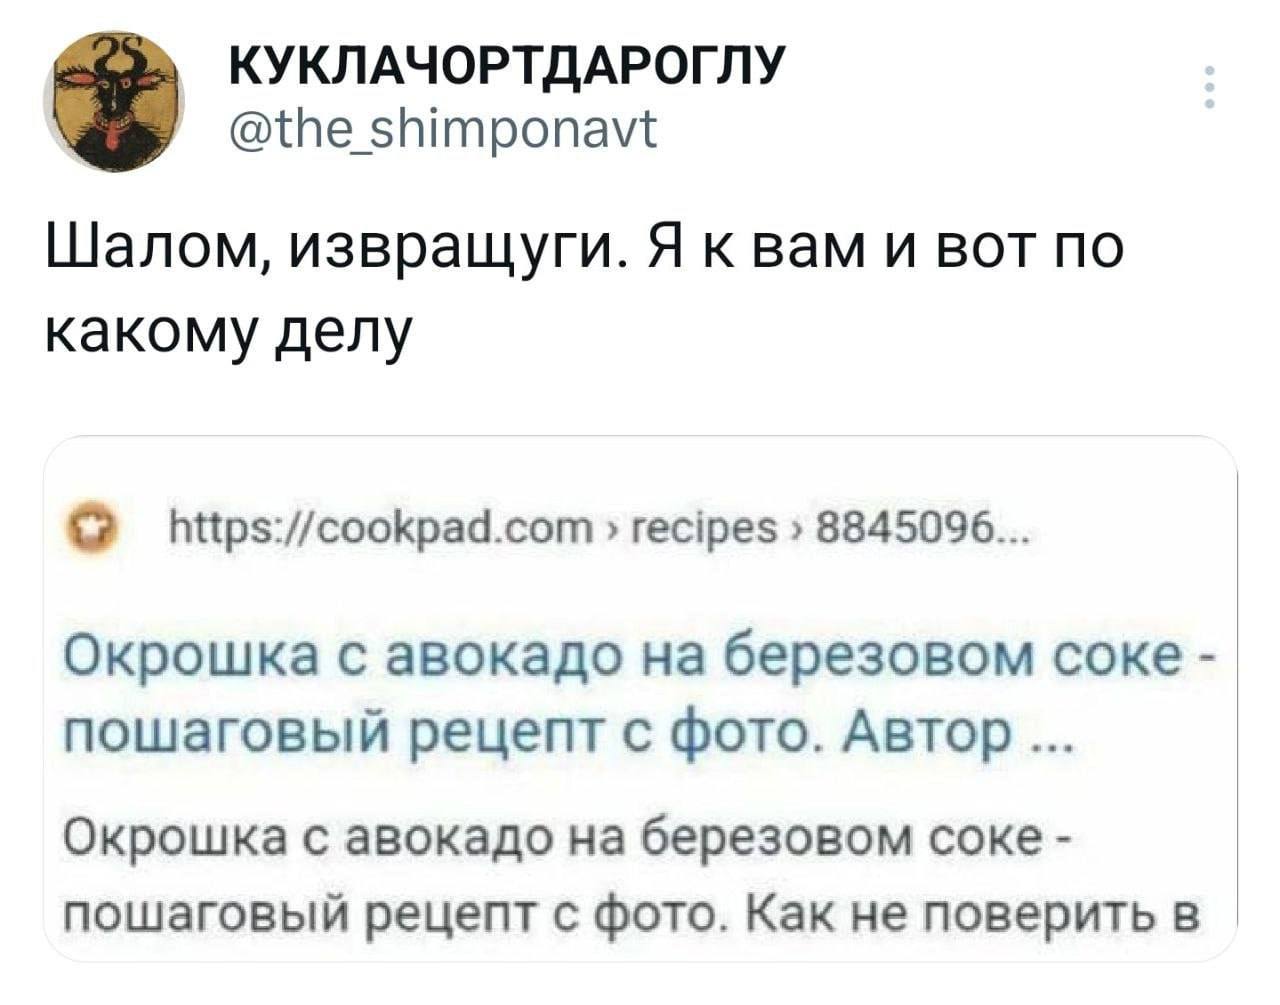 КУКЛАЧОРТДАРОГЛУ
@the_shimponavt
Шалом, извращуги. Я к вам и вот по
какому делу
https://cookpad.com › recipes › 8845096...
Окрошка с авокадо на березовом соке -
пошаговый рецепт с фото. Автор ...
Окрошка с авокадо на березовом соке -
пошаговый рецепт с фото. Как не поверить в